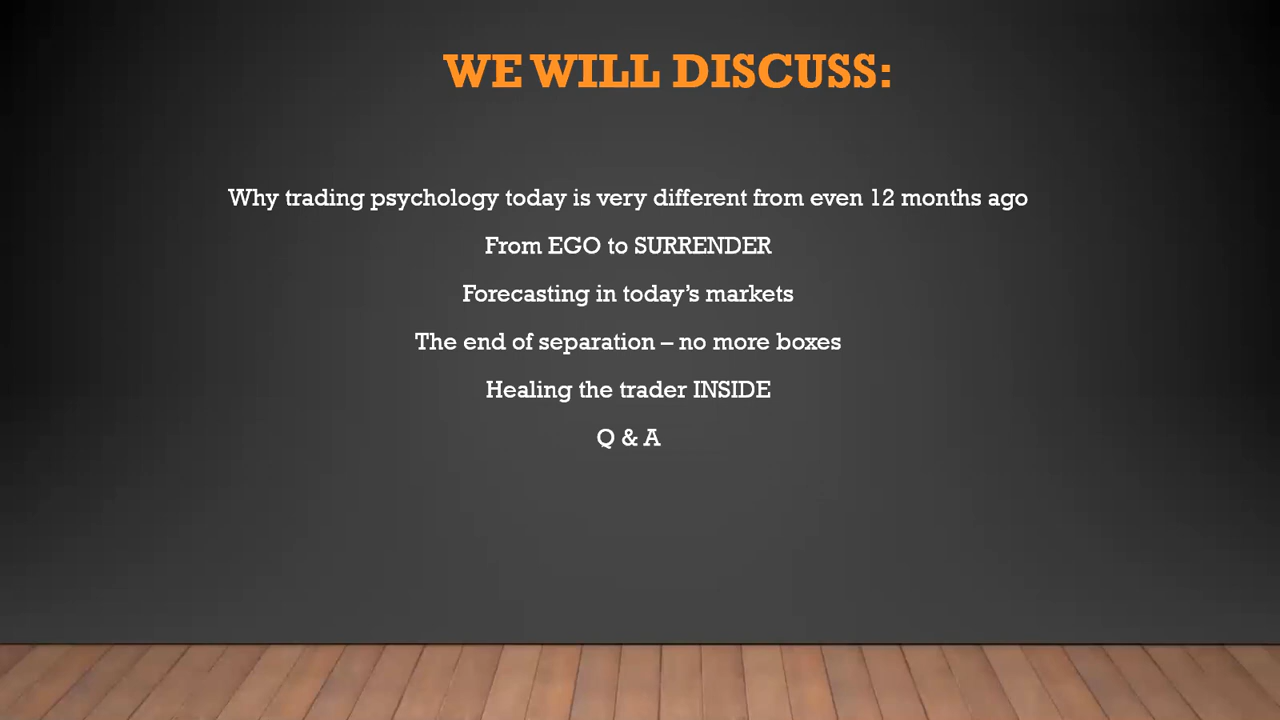 WE WILL DISCUSS:
Why trading psychology today is very different from even 12 months ago
From EGO to SURRENDER
Forecasting in today’s markets
The end of separation – no more boxes
Healing the trader INSIDE
Q & A